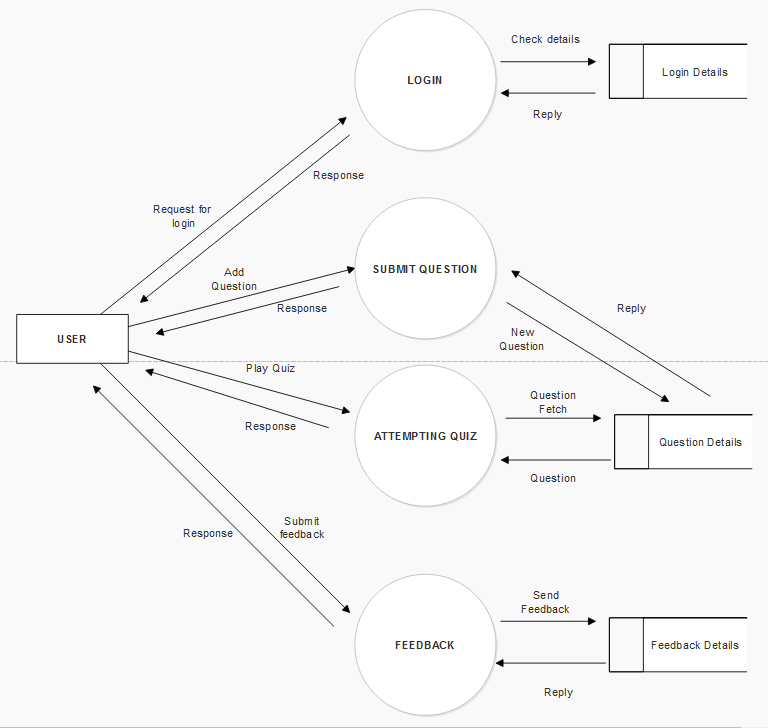 Check details
LOGIN
Login Details
Reply
Response
Request for
login
SUBMIT QUESTION
Add
Question
Response
Reply
New
Question
USER
Play Quiz
Question
Fetch
Response
ATTEMPTING QUIZ
Question Details
Question
Submit
feedback
Response
Send
Feedback
FEEDBACK
Feedback Details
Reply